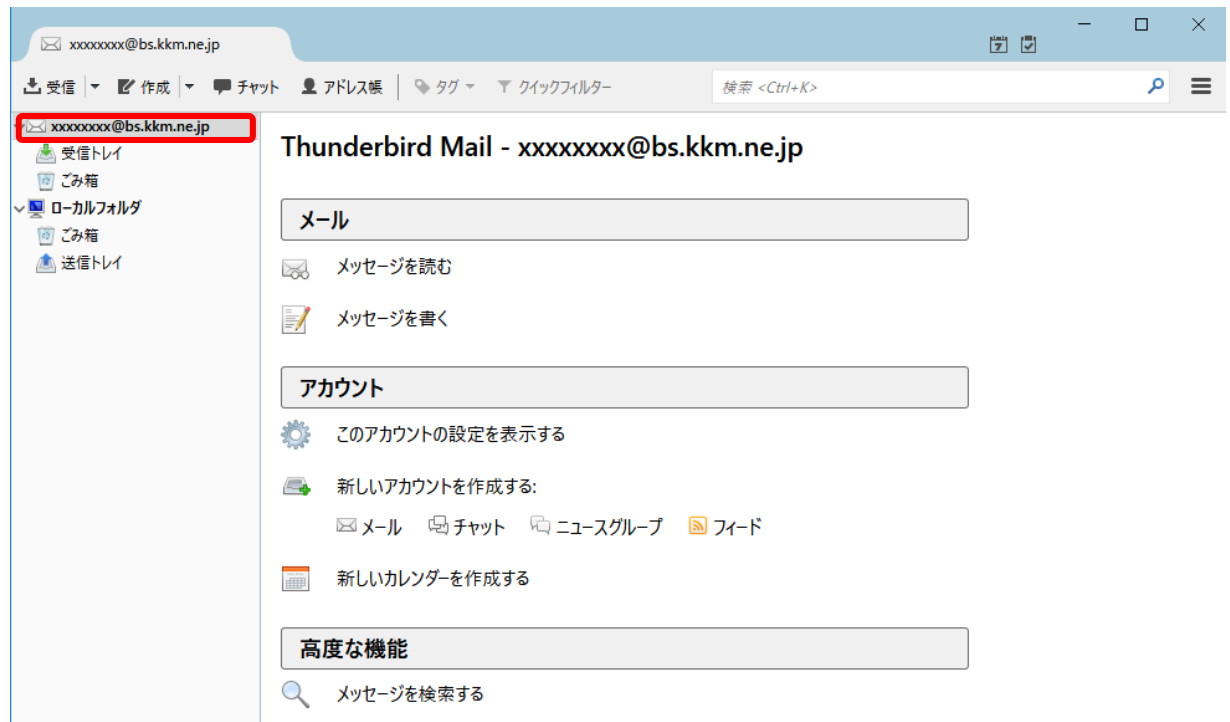 xxxxxxxx@bs.kkm.ne.jp
7
受信 作成 チャット アドレス帳 タグ クイックフィルター 検索 <Ctrl+K>
xxxxxxxx@bs.kkm.ne.jp
受信トレイ
ごみ箱
ローカルフォルダ
ごみ箱
送信トレイ
Thunderbird Mail - xxxxxxxx@bs.kkm.ne.jp
メール
メッセージを読む
メッセージを書く
アカウント
このアカウントの設定を表示する
新しいアカウントを作成する:
メール チャット ニュースグループ フィード
新しいカレンダーを作成する
高度な機能
メッセージを検索する